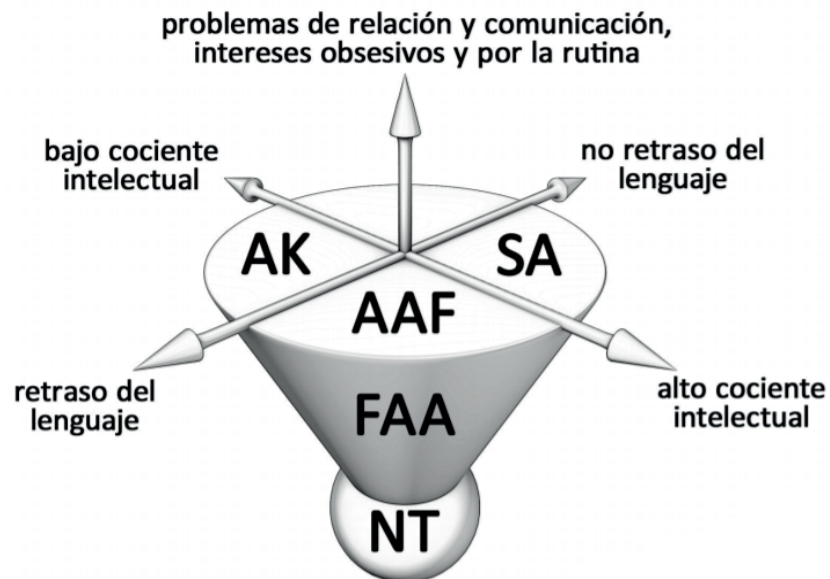 problemas de relación y comunicación,
intereses obsesivos y por la rutina
bajo cociente
intelectual
no retraso del
lenguaje
AK
SA
AAF
retraso del
lenguaje
alto cociente
intelectual
FAA
NT